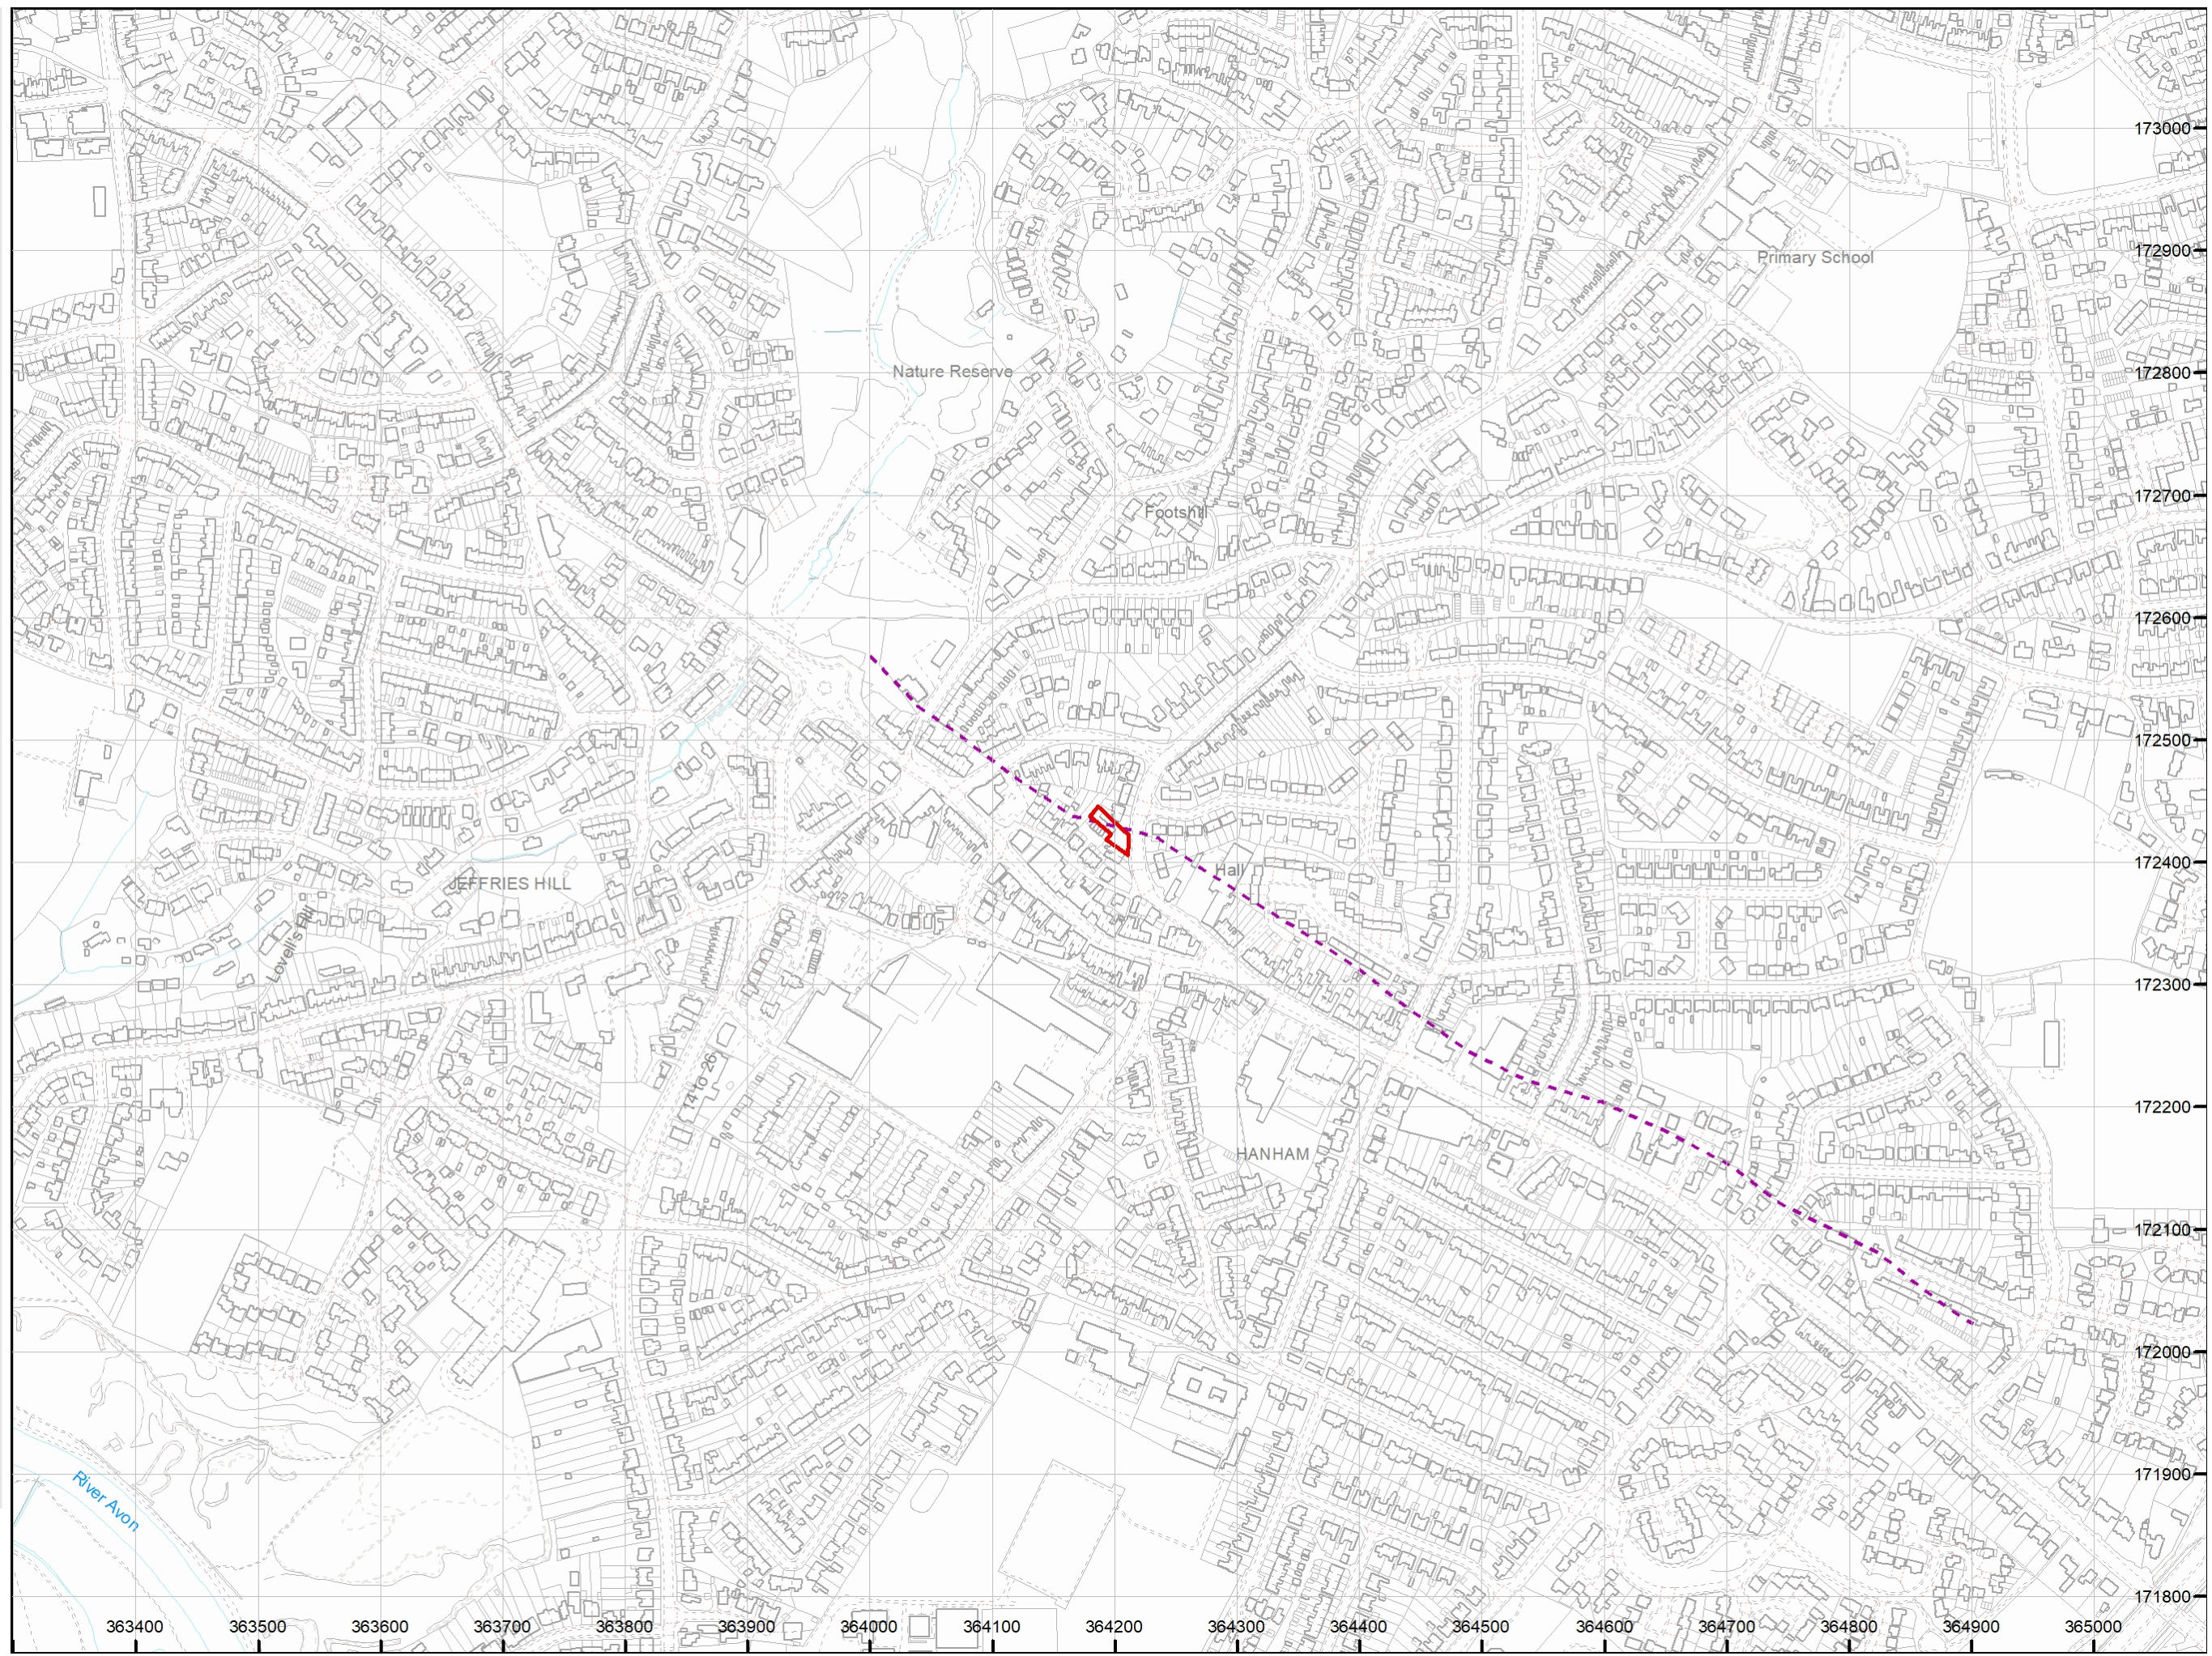 173000
172900
Primary School
172800
Nature Reserve
172700
Footshill
172600
172500
172400
Hall
JEFFRIES HILL
Lovell's Hill
172300
14 to 26
172200
HANHAM
172100
172000
171900
River Avon
171800
363400 363500 363600 363700 363800 363900 364000 364100 364200 364300 364400 364500 364600 364700 364800 364900 365000